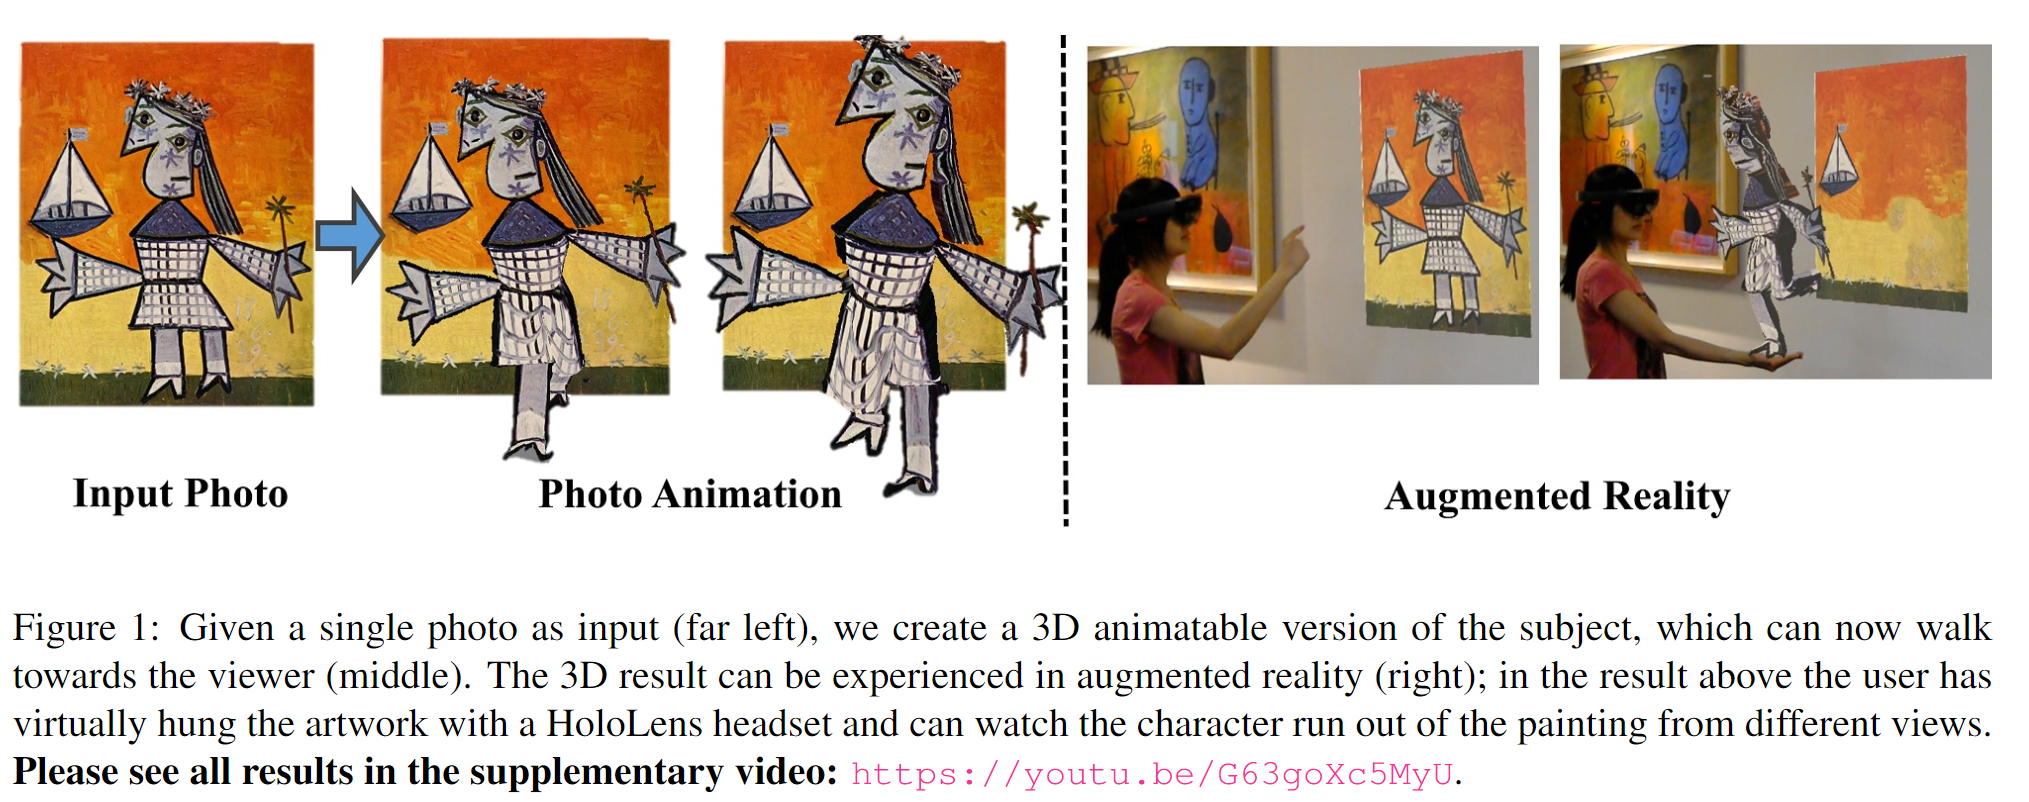 Input Photo
Photo Animation
Augmented Reality
Figure 1: Given a single photo as input (far left), we create a 3D animatable version of the subject, which can now walk
towards the viewer (middle). The 3D result can be experienced in augmented reality (right); in the result above the user has
virtually hung the artwork with a HoloLens headset and can watch the character run out of the painting from different views.
Please see all results in the supplementary video: https://youtu.be/G63goXc5MyU.